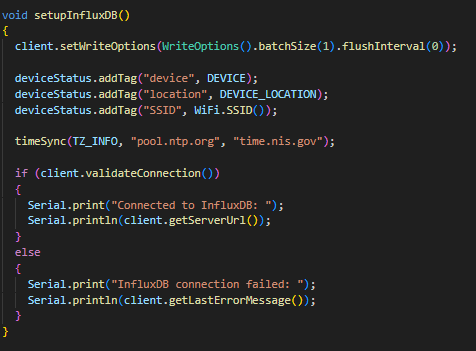 void setupInfluxDB()
{
  client.setWriteOptions(WriteOptions().batchSize(1).flushInterval(0));

  deviceStatus.addTag("device", DEVICE);
  deviceStatus.addTag("location", DEVICE_LOCATION);
  deviceStatus.addTag("SSID", WiFi.SSID());

  timeSync(TZ_INFO, "pool.ntp.org", "time.nis.gov");

  if (client.validateConnection())
  {
    Serial.print("Connected to InfluxDB: ");
    Serial.println(client.getServerUrl());
  }
  else
  {
    Serial.print("InfluxDB connection failed: ");
    Serial.println(client.getLastErrorMessage());
  }
}